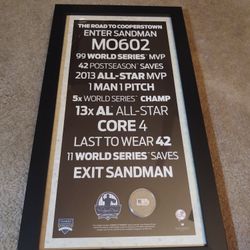 THE ROAD TO COOPERSTOWN
ENTER SANDMAN
MO602
99 WORLD SERIES MVP
42 POSTSEASON SAVES
2013 ALL-STAR MVP
1 MAN 1 PITCH
5x WORLD SERIES CHAMP
13x AL ALL-STAR
CORE 4
LAST TO WEAR 42
11 WORLD SERIES SAVES
EXIT SANDMAN